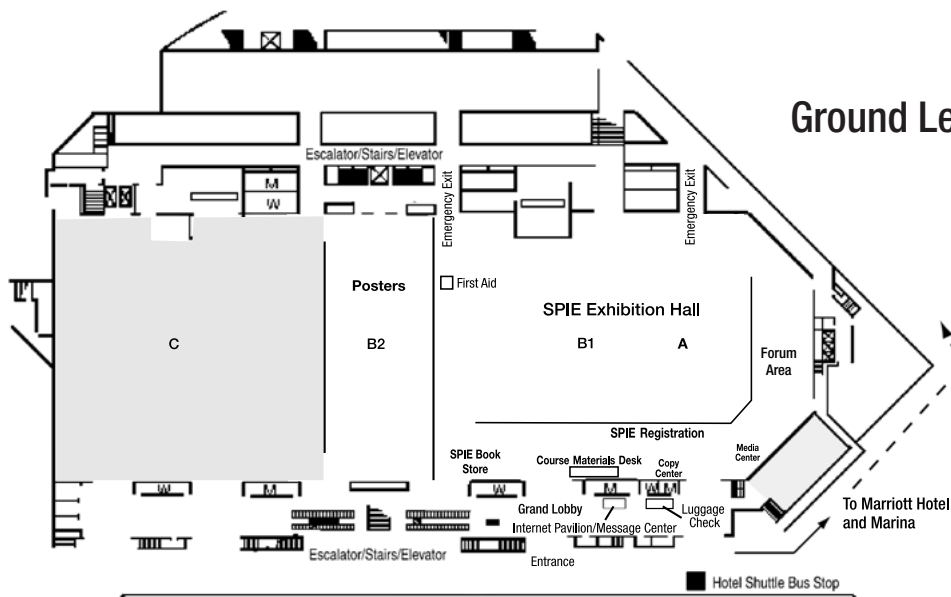 Ground Le
Escalator/Stairs/Elevator
M
W
Emergency Exit
Emergency Exit
First Aid
Posters
SPIE Exhibition Hall
C
B2
B1
A
Forum
Area
SPIE Registration
SPIE Book
Store
Course Materials Desk
Copy
Center
Media
Center
W
M
W
M
W
M
Grand Lobby
Internet Pavilion/Message Center
Luggage
Check
To Marriott Hotel
and Marina
Escalator/Stairs/Elevator
Entrance
Hotel Shuttle Bus Stop